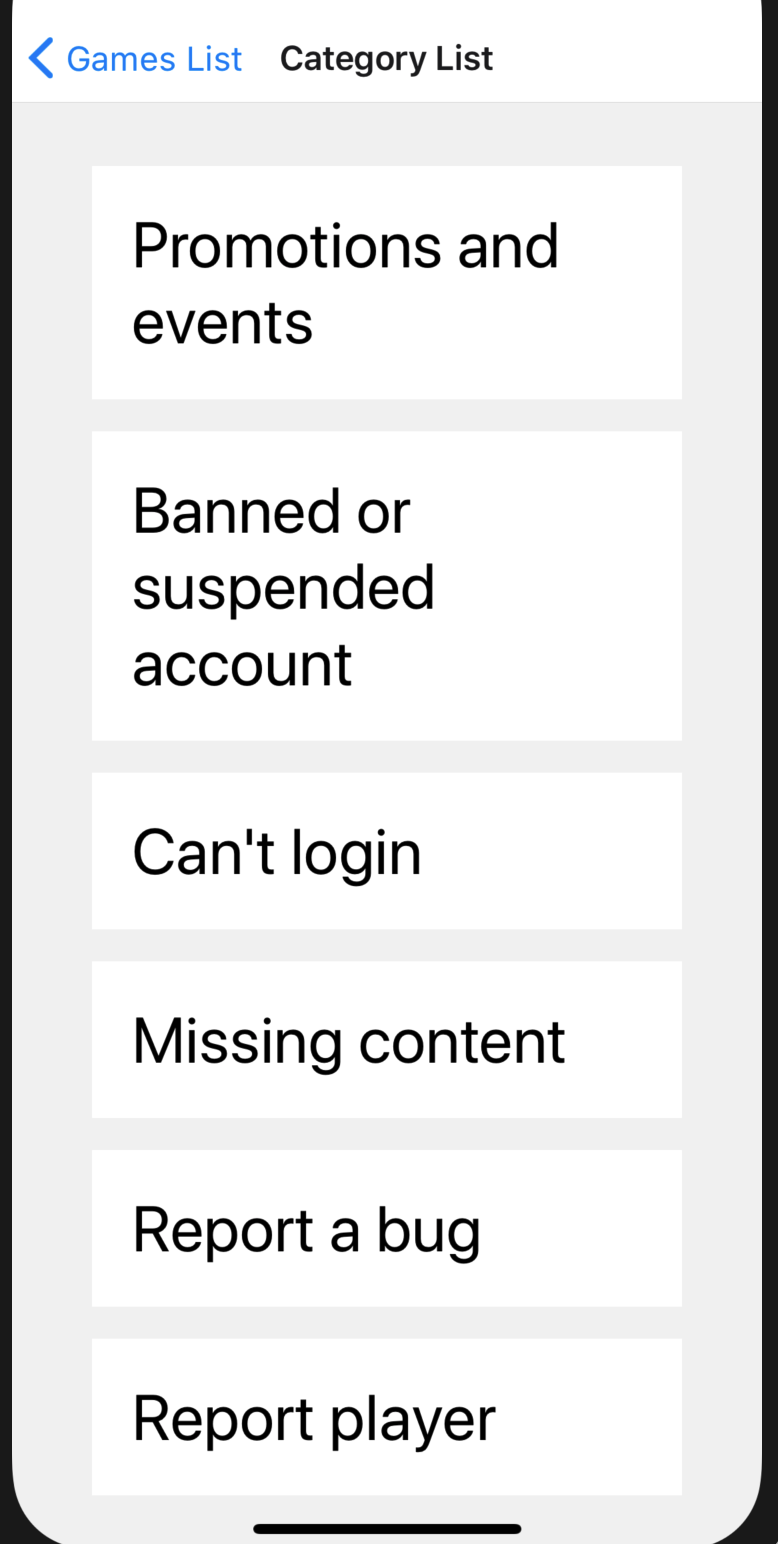 Games List Category List
Promotions and
events
Banned or
suspended
account
Can't login
Missing content
Report a bug
Report player